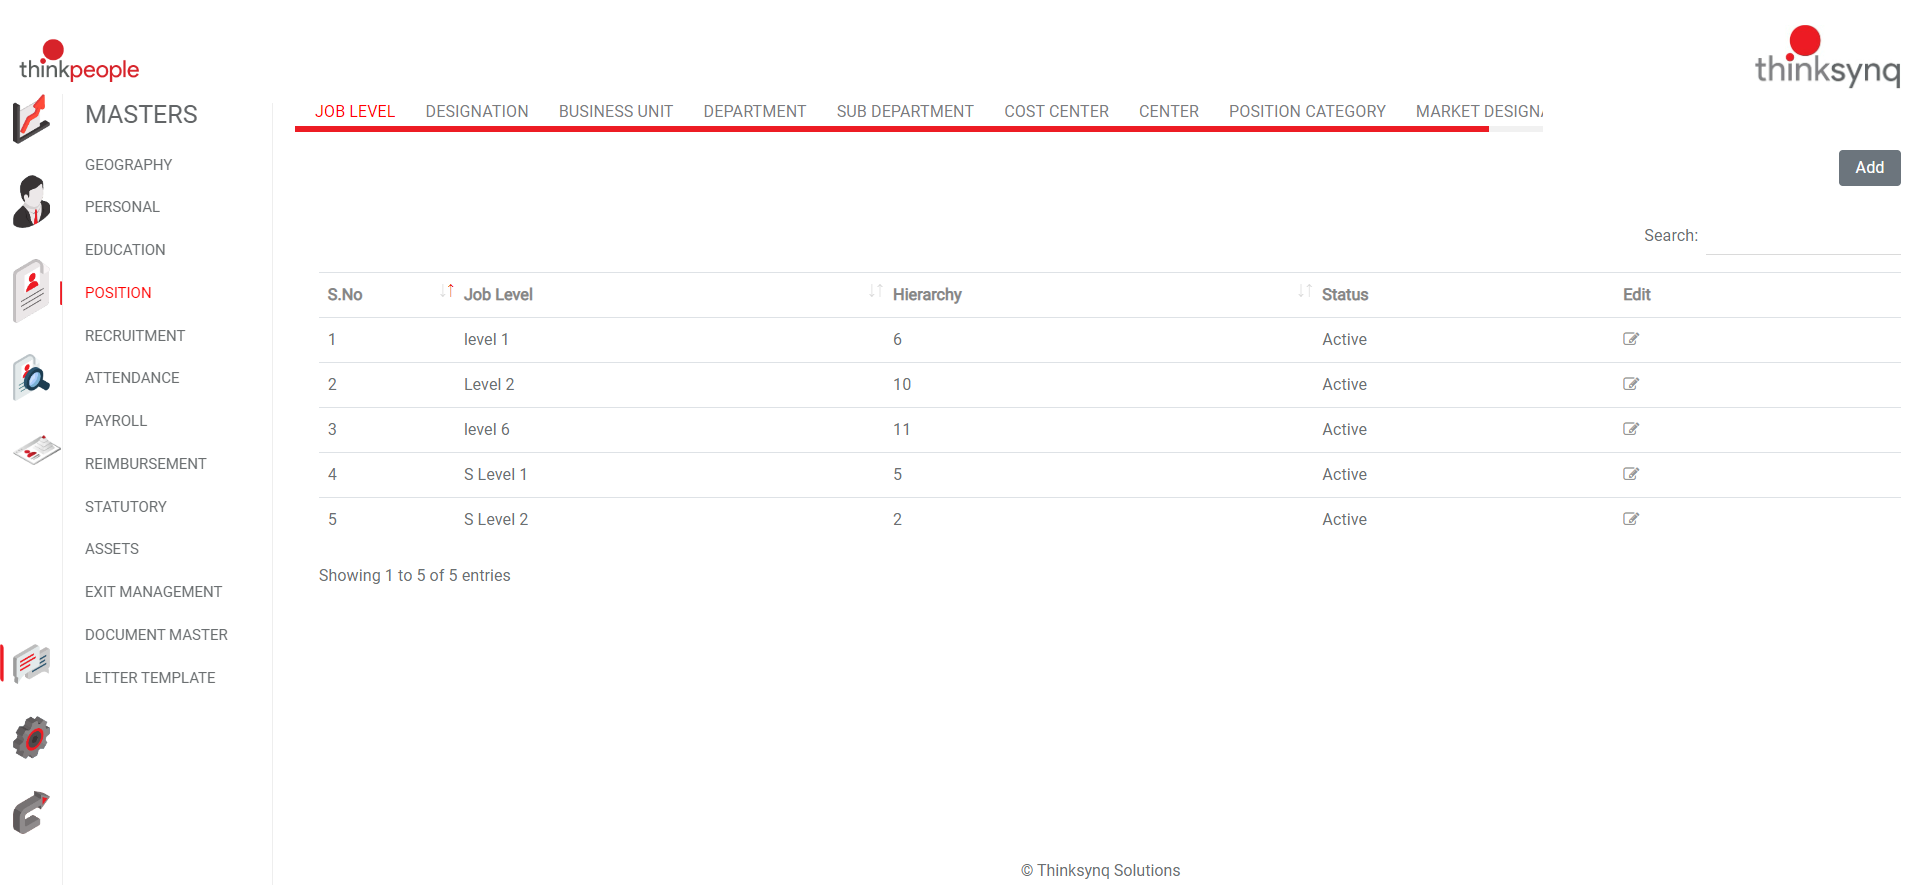 thinkpeople
thinksynq
MASTERS
GEOGRAPHY
PERSONAL
EDUCATION
POSITION
RECRUITMENT
ATTENDANCE
PAYROLL
REIMBURSEMENT
STATUTORY
ASSETS
EXIT MANAGEMENT
DOCUMENT MASTER
LETTER TEMPLATE
JOB LEVEL DESIGNATION BUSINESS UNIT DEPARTMENT SUB DEPARTMENT COST CENTER CENTER POSITION CATEGORY MARKET DESIGNA
Add
Search:
S.No Job Level Hierarchy Status Edit
1 level 1 6 Active
2 Level 2 10 Active
3 level 6 11 Active
4 S Level 1 5 Active
5 S Level 2 2 Active
Showing 1 to 5 of 5 entries
© Thinksynq Solutions